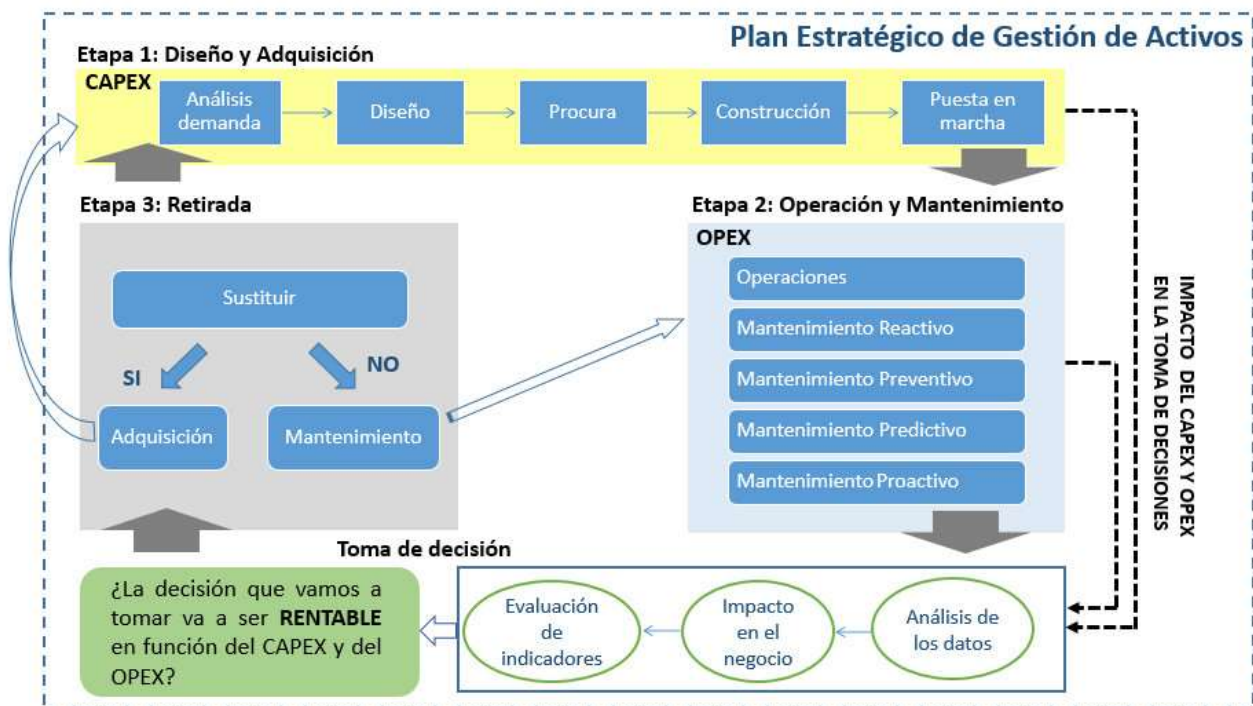 Plan Estratégico de Gestión de Activos
Etapa 1: Diseño y Adquisición
CAPEX
Análisis
demanda
Diseño
Procura
Construcción
Puesta en
marcha
Etapa 3: Retirada
Sustituir
SI
NO
Adquisición
Mantenimiento
Etapa 2: Operación y Mantenimiento
OPEX
Operaciones
Mantenimiento Reactivo
Mantenimiento Preventivo
Mantenimiento Predictivo
Mantenimiento Proactivo
IMPACTO DEL CAPEX Y OPEX
EN LA TOMA DE DECISIONES
Toma de decisión
¿La decisión que vamos a
tomar va a ser RENTABLE
en función del CAPEX y del
OPEX?
Evaluación
de
indicadores
Impacto
en el
negocio
Análisis de
los datos